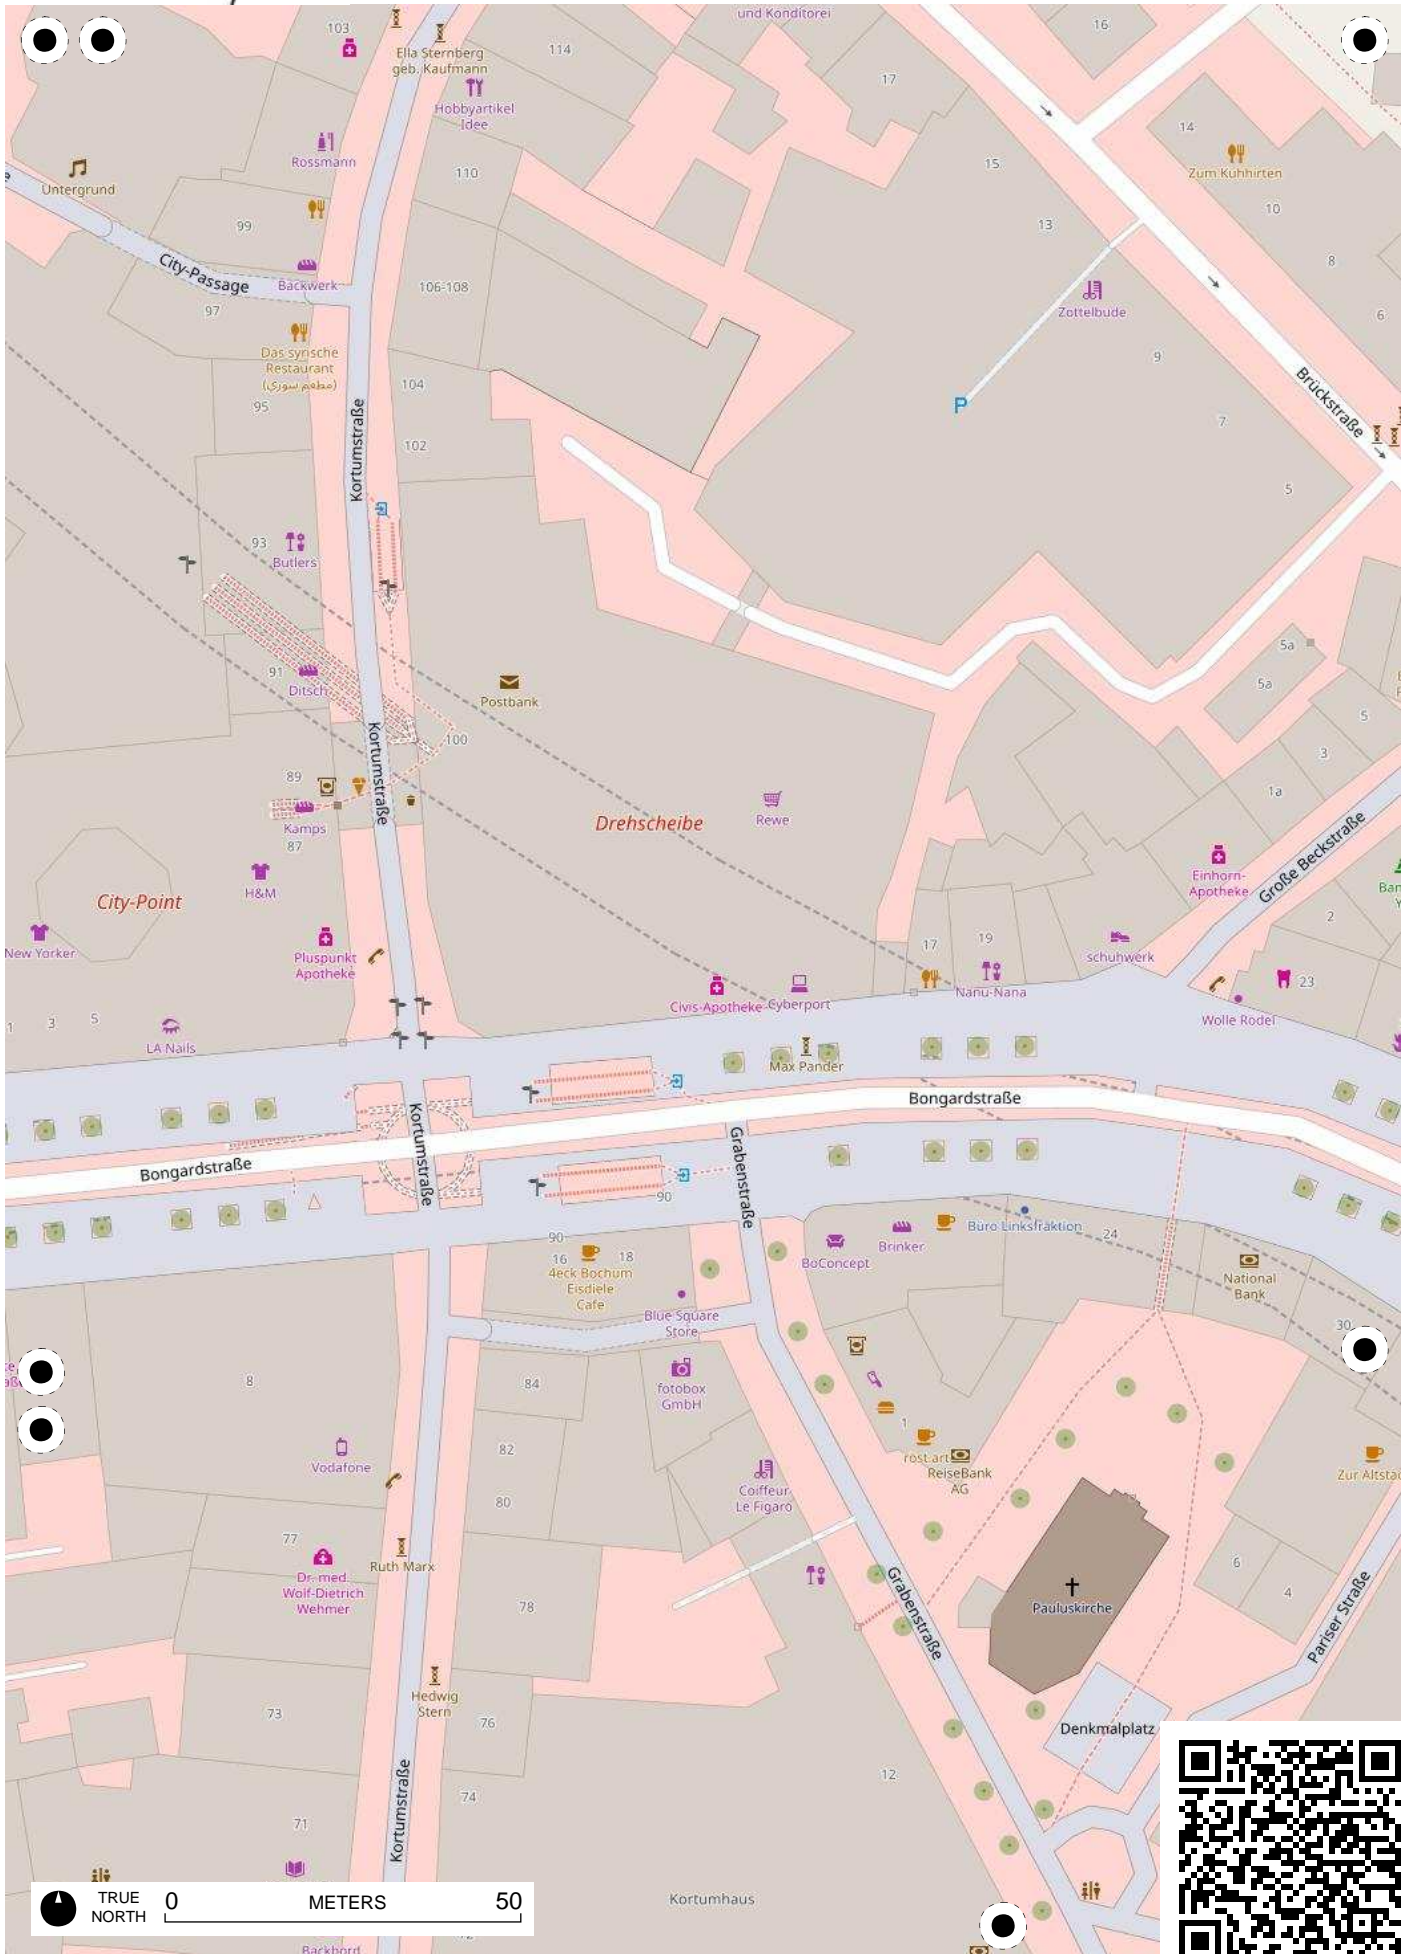 und Konditorei
103
16
Ella Sternberg
geb. Kaufmann
114
17
Hobbyartikel
Idee
14
Rossmann
15
Zum Kuhhirten
110
Untergrund
10
99
13
8
City-Passage
Backwerk
106-108
97
Zottelbude
6
Das syrische
Restaurant
(مطعم سوري)
9
104
95
Brückstraße
Kortumstraße
102
7
P
5
93
Butlers
5a
91
Ditsch
5a
Postbank
5
Kortumstraße
100
3
89
1a
Kamps
Drehscheibe
Rewe
87
Große Beckstraße
H&M
Einhorn-
Apotheke
City-Point
2
New Yorker
17
19
Pluspunkt
Apotheke
schuhwerk
23
Civis-Apotheke
Cyberport
Nanu-Nana
1
3
5
Wolle Rödel
LA Nails
Max Pander
Bongardstraße
Kortumstraße
Grabenstraße
Bongardstraße
90
90
Büro Linksfraktion
24
16
18
Brinker
4eck Bochum
Eisdiele
Cafe
BoConcept
National
Bank
Blue Square
Store
30
8
84
fotobox
GmbH
1
82
rost:art
Vodafone
ReiseBank
AG
Zur Altstad
80
Coiffeur
Le Figaro
77
Ruth Marx
6
Dr. med.
Wolf-Dietrich
Wehmer
4
78
Pauluskirche
Grabenstraße
Pariser Straße
Hedwig
Stern
73
76
Denkmalplatz
12
74
71
Kortumstraße
Kortumhaus
TRUE
NORTH
0 METERS 50
Backbord